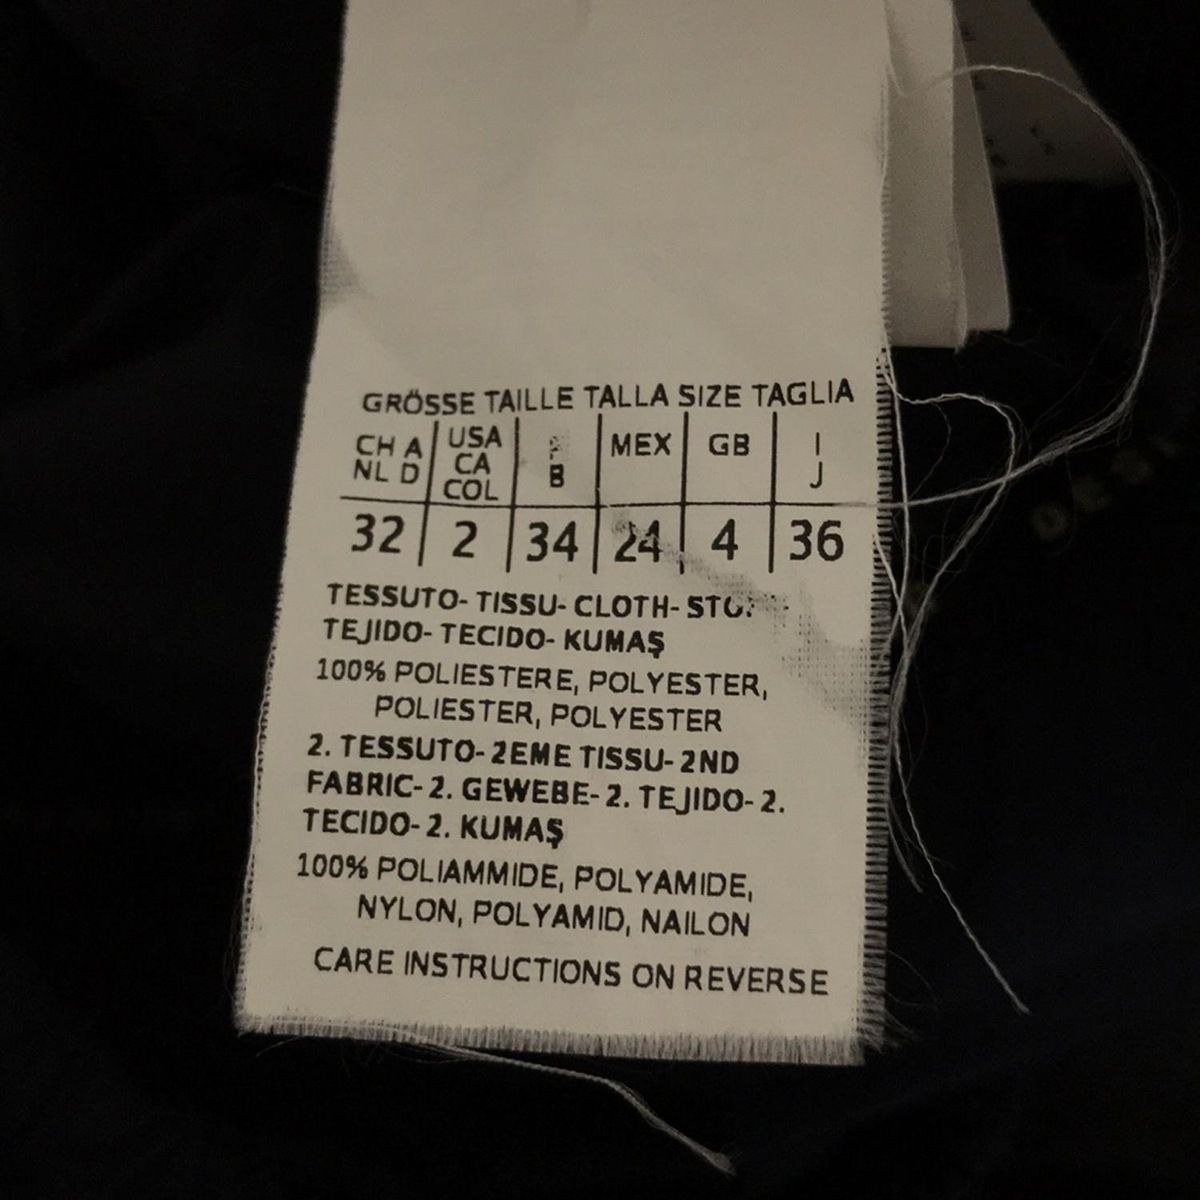 GRÖSSE TAILLE TALLA SIZE TAGLIA
CH A NL D USA CA COL B MEX GB I J
32 2 34 24 4 36
TESSUTO- TISSU- CLOTH-
TEJIDO- TECIDO- KUMAŞ
100% POLIESTERE, POLYESTER,
POLIESTER, POLYESTER
2. TESSUTO- 2EME TISSU- 2ND
FABRIC- 2. GEWEBE- 2. TEJIDO- 2.
TECIDO- 2. KUMAŞ
100% POLIAMMIDE, POLYAMIDE,
NYLON, POLYAMID, NAILON
CARE INSTRUCTIONS ON REVERSE